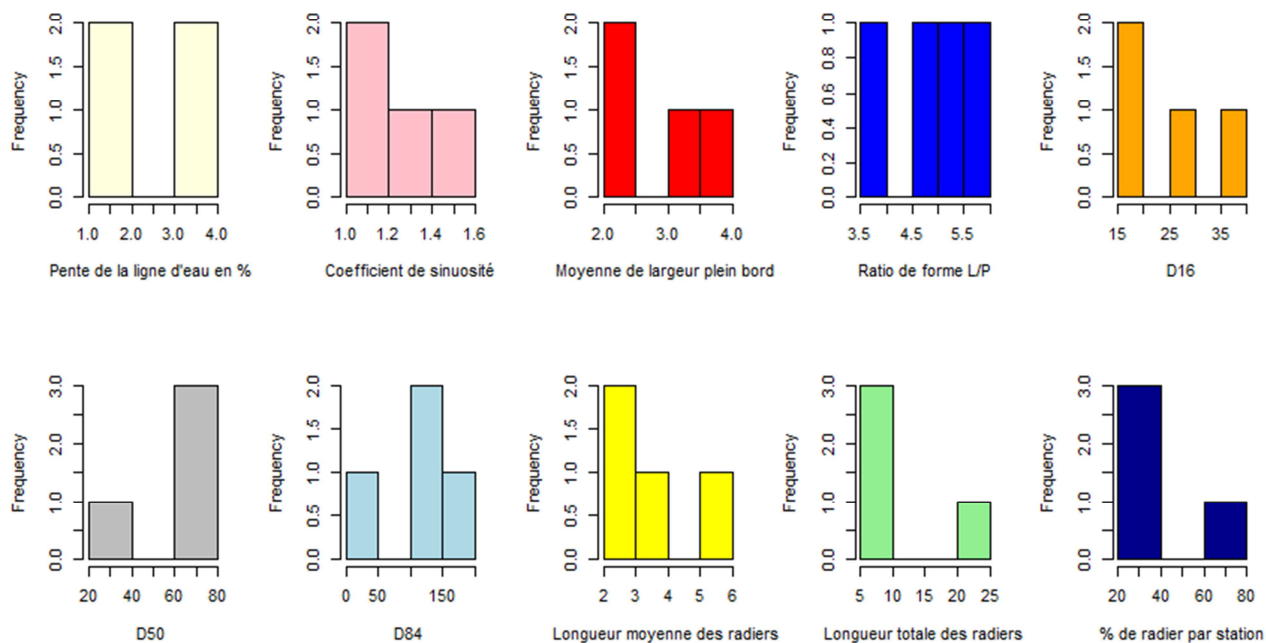 Frequency
0.0 0.5 1.0 1.5 2.0
1.0 2.0 3.0 4.0
Pente de la ligne d'eau en %
Frequency
0.0 0.5 1.0 1.5 2.0
1.0 1.2 1.4 1.6
Coefficient de sinuosité
Frequency
0.0 0.5 1.0 1.5 2.0
2.0 3.0 4.0
Moyenne de largeur plein bord
Frequency
0.0 0.2 0.4 0.6 0.8 1.0
3.5 4.5 5.5
Ratio de forme L/P
Frequency
0.0 0.5 1.0 1.5 2.0
15 25 35
D16
Frequency
0.0 1.0 2.0 3.0
20 40 60 80
D50
Frequency
0.0 0.5 1.0 1.5 2.0
0 50 150
D84
Frequency
0.0 0.5 1.0 1.5 2.0
2 3 4 5 6
Longueur moyenne des radiers
Frequency
0.0 1.0 2.0 3.0
5 10 15 20 25
Longueur totale des radiers
Frequency
0.0 1.0 2.0 3.0
20 40 60 80
% de radier par station